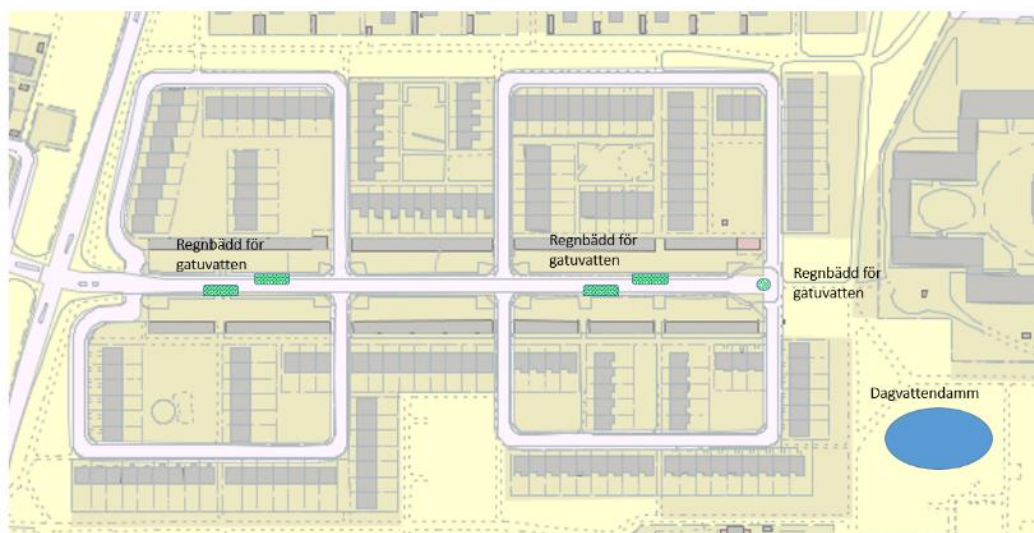 Regnbädd för
gatuvatten
Regnbädd för
gatuvatten
Regnbädd för
gatuvatten
Dagvattendamm